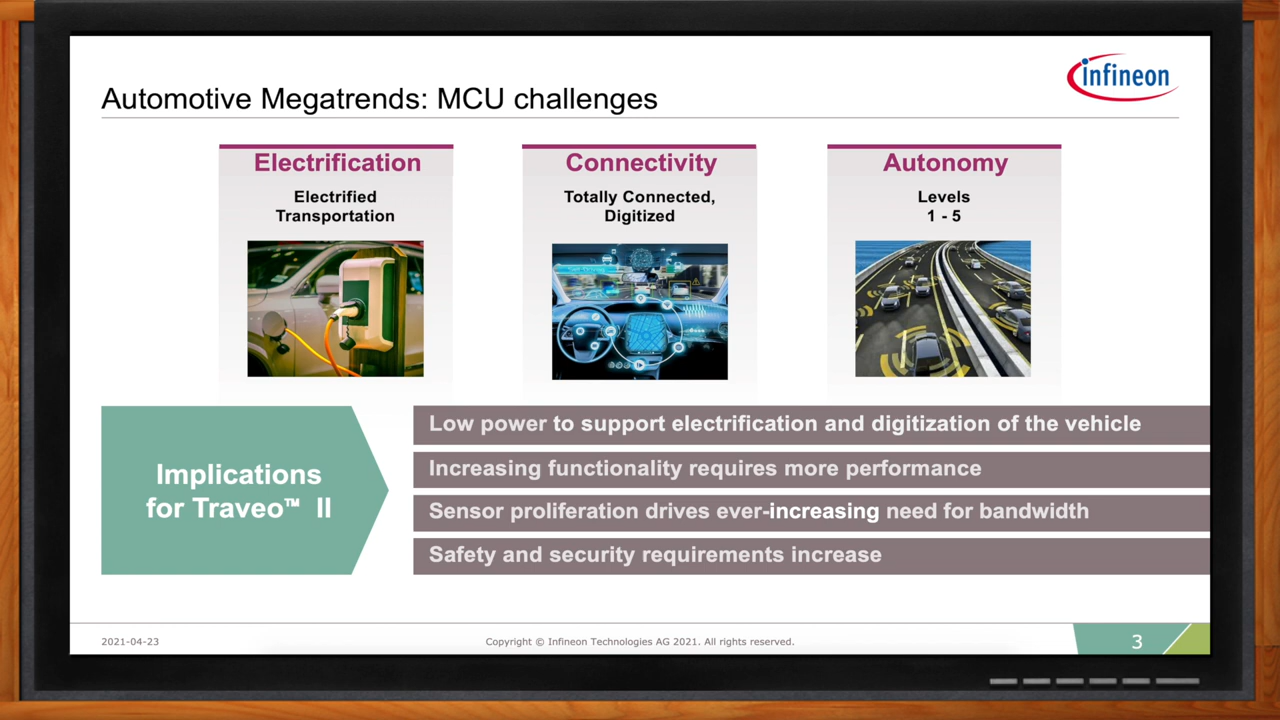 infineon
Automotive Megatrends: MCU challenges
Electrification
Electrified
Transportation
Connectivity
Totally Connected,
Digitized
Autonomy
Levels
1 - 5
Implications
for Traveo™ II
Low power to support electrification and digitization of the vehicle
Increasing functionality requires more performance
Sensor proliferation drives ever-increasing need for bandwidth
Safety and security requirements increase
2021-04-23
Copyright © Infineon Technologies AG 2021. All rights reserved.
3